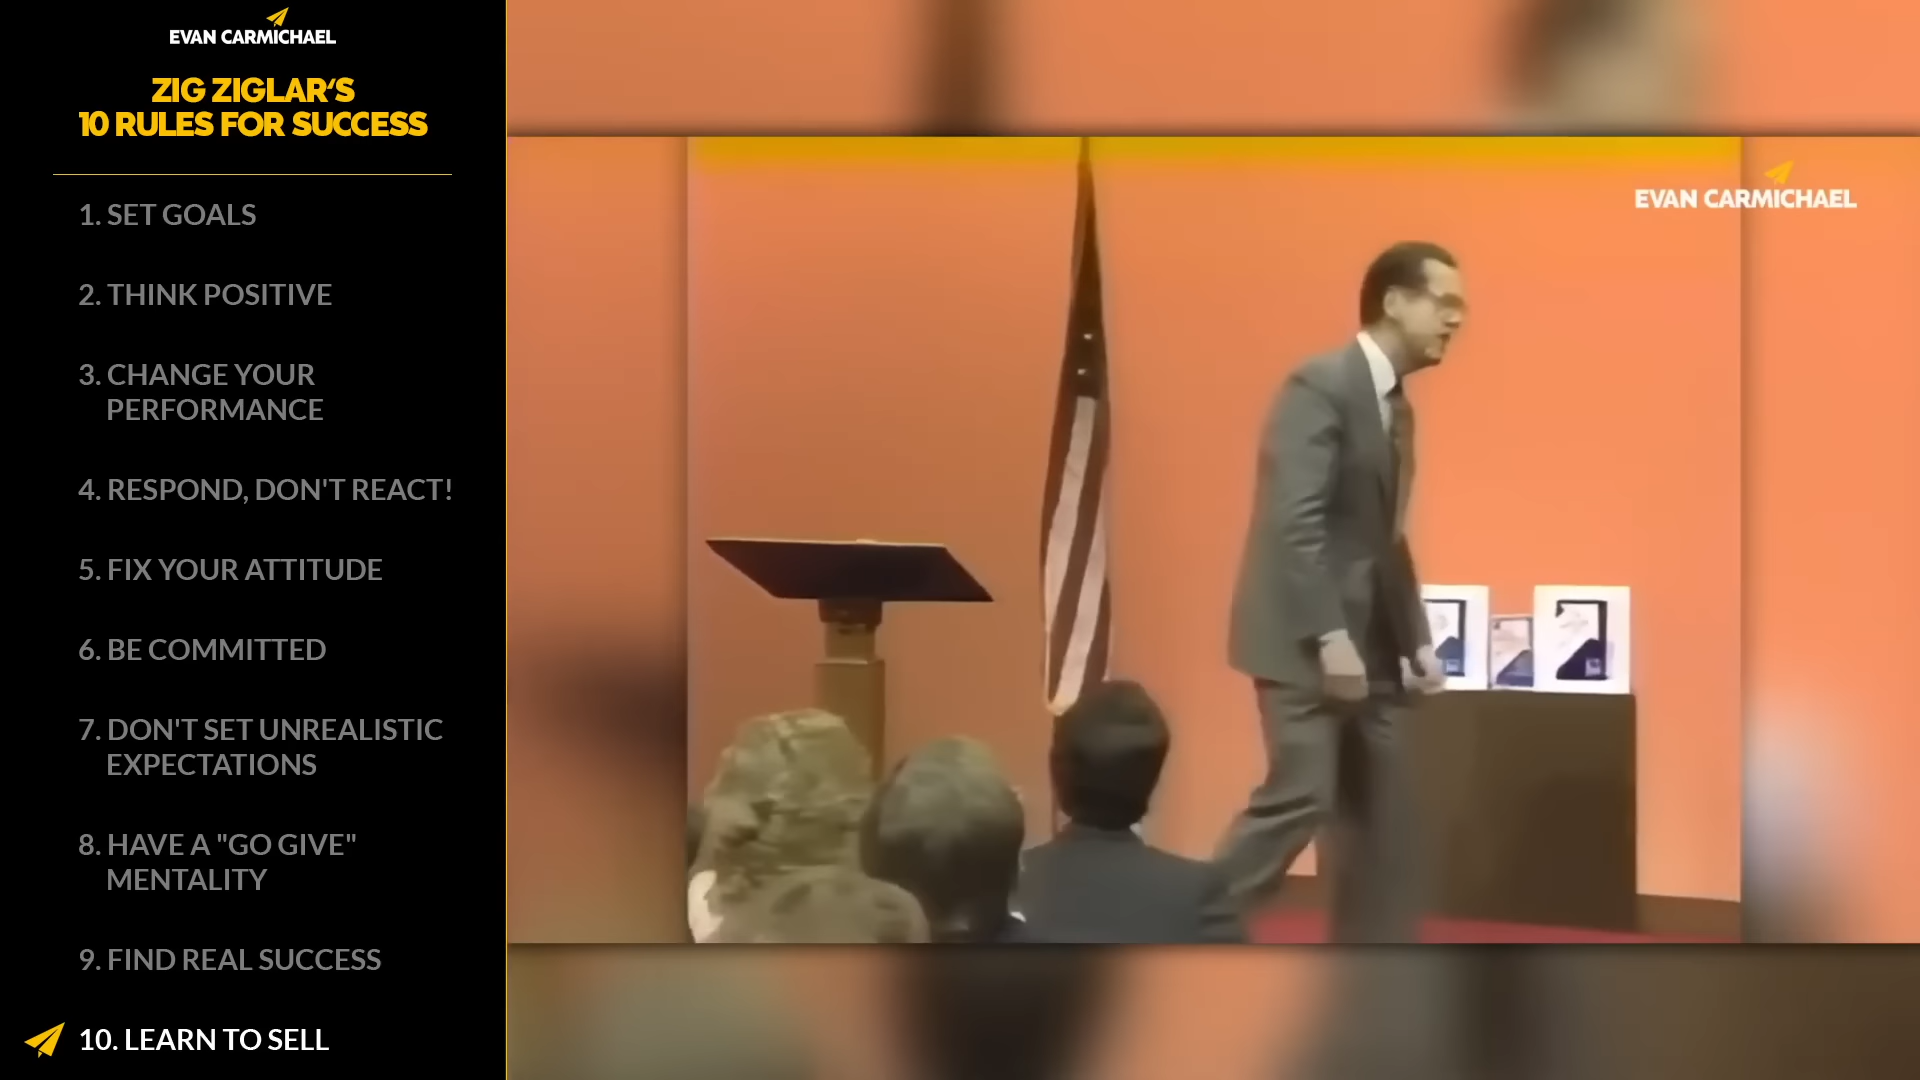 EVAN CARMICHAEL
ZIG ZIGLAR'S
10 RULES FOR SUCCESS
1. SET GOALS
2. THINK POSITIVE
3. CHANGE YOUR
PERFORMANCE
4. RESPOND, DON'T REACT!
5. FIX YOUR ATTITUDE
6. BE COMMITTED
7. DON'T SET UNREALISTIC
EXPECTATIONS
8. HAVE A "GO GIVE"
MENTALITY
9. FIND REAL SUCCESS
10. LEARN TO SELL
EVAN CARMICHAEL